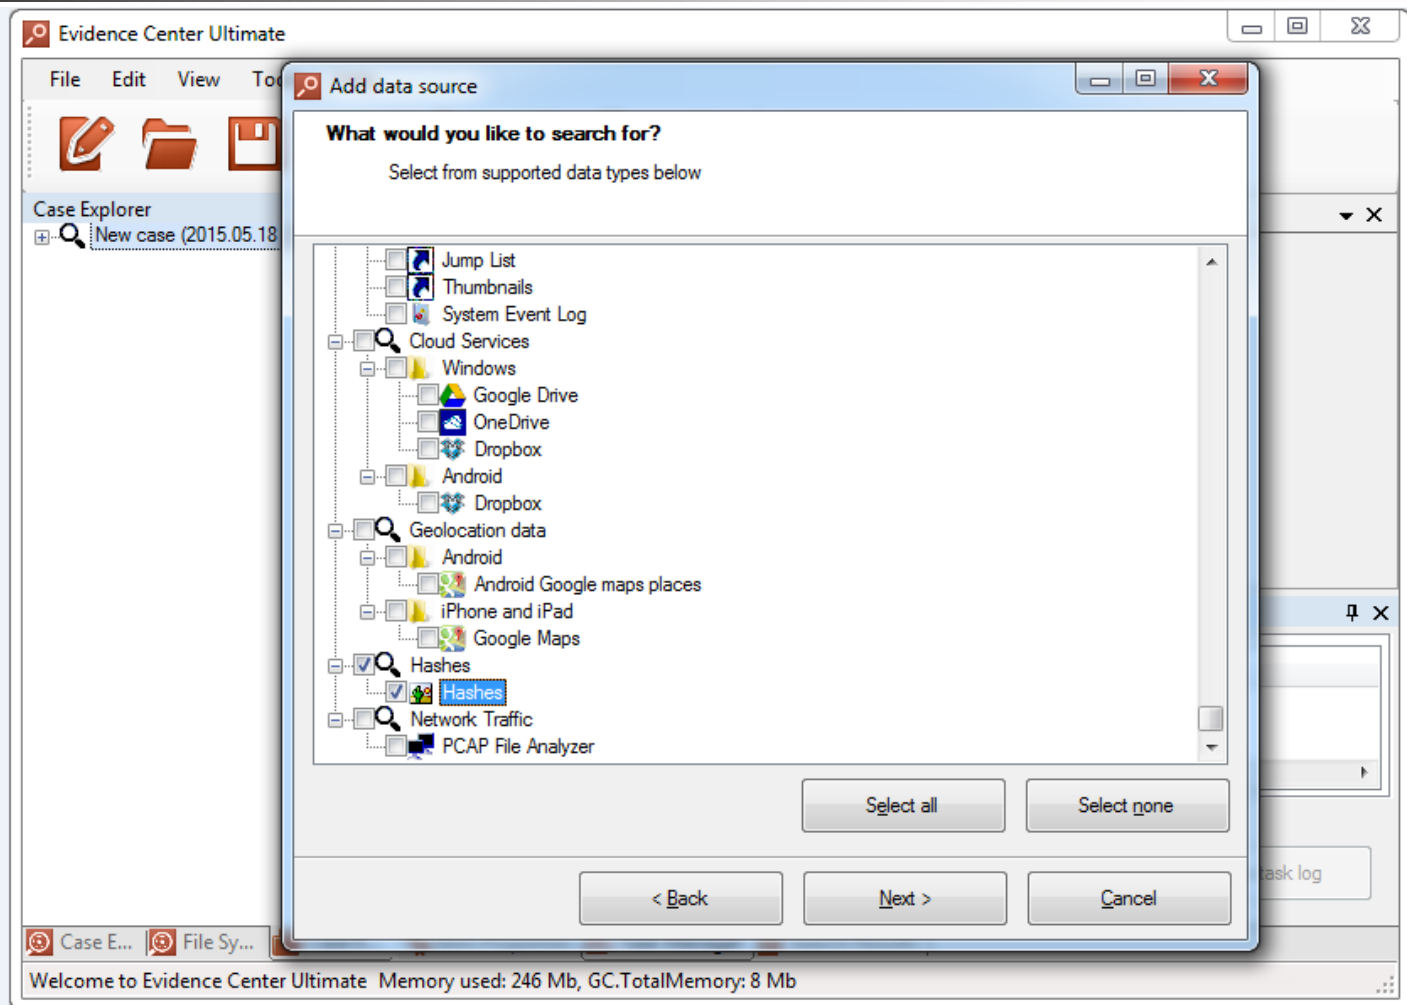 Evidence Center Ultimate
File Edit View
Add data source
What would you like to search for?
Select from supported data types below
Case Explorer
New case (2015.05.18
Jump List
Thumbnails
System Event Log
Cloud Services
Windows
Google Drive
OneDrive
Dropbox
Android
Dropbox
Geolocation data
Android
Android Google maps places
iPhone and iPad
Google Maps
Hashes
Hashes
Network Traffic
PCAP File Analyzer
Select all Select none
task log
< Back Next > Cancel
Case E... File Sy...
Welcome to Evidence Center Ultimate Memory used: 246 Mb, GC.TotalMemory: 8 Mb